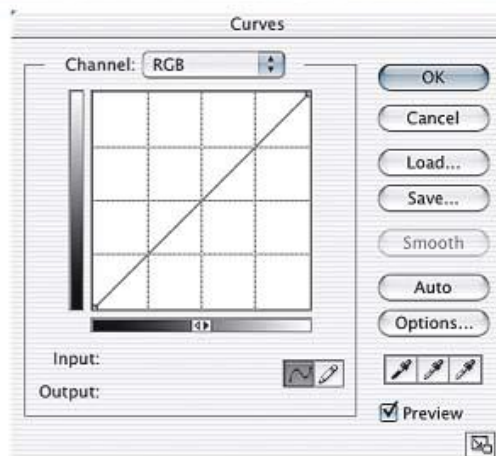 Curves
Channel: RGB
OK
Cancel
Load...
Save...
Smooth
Auto
Options...
Input:
Output:
Preview